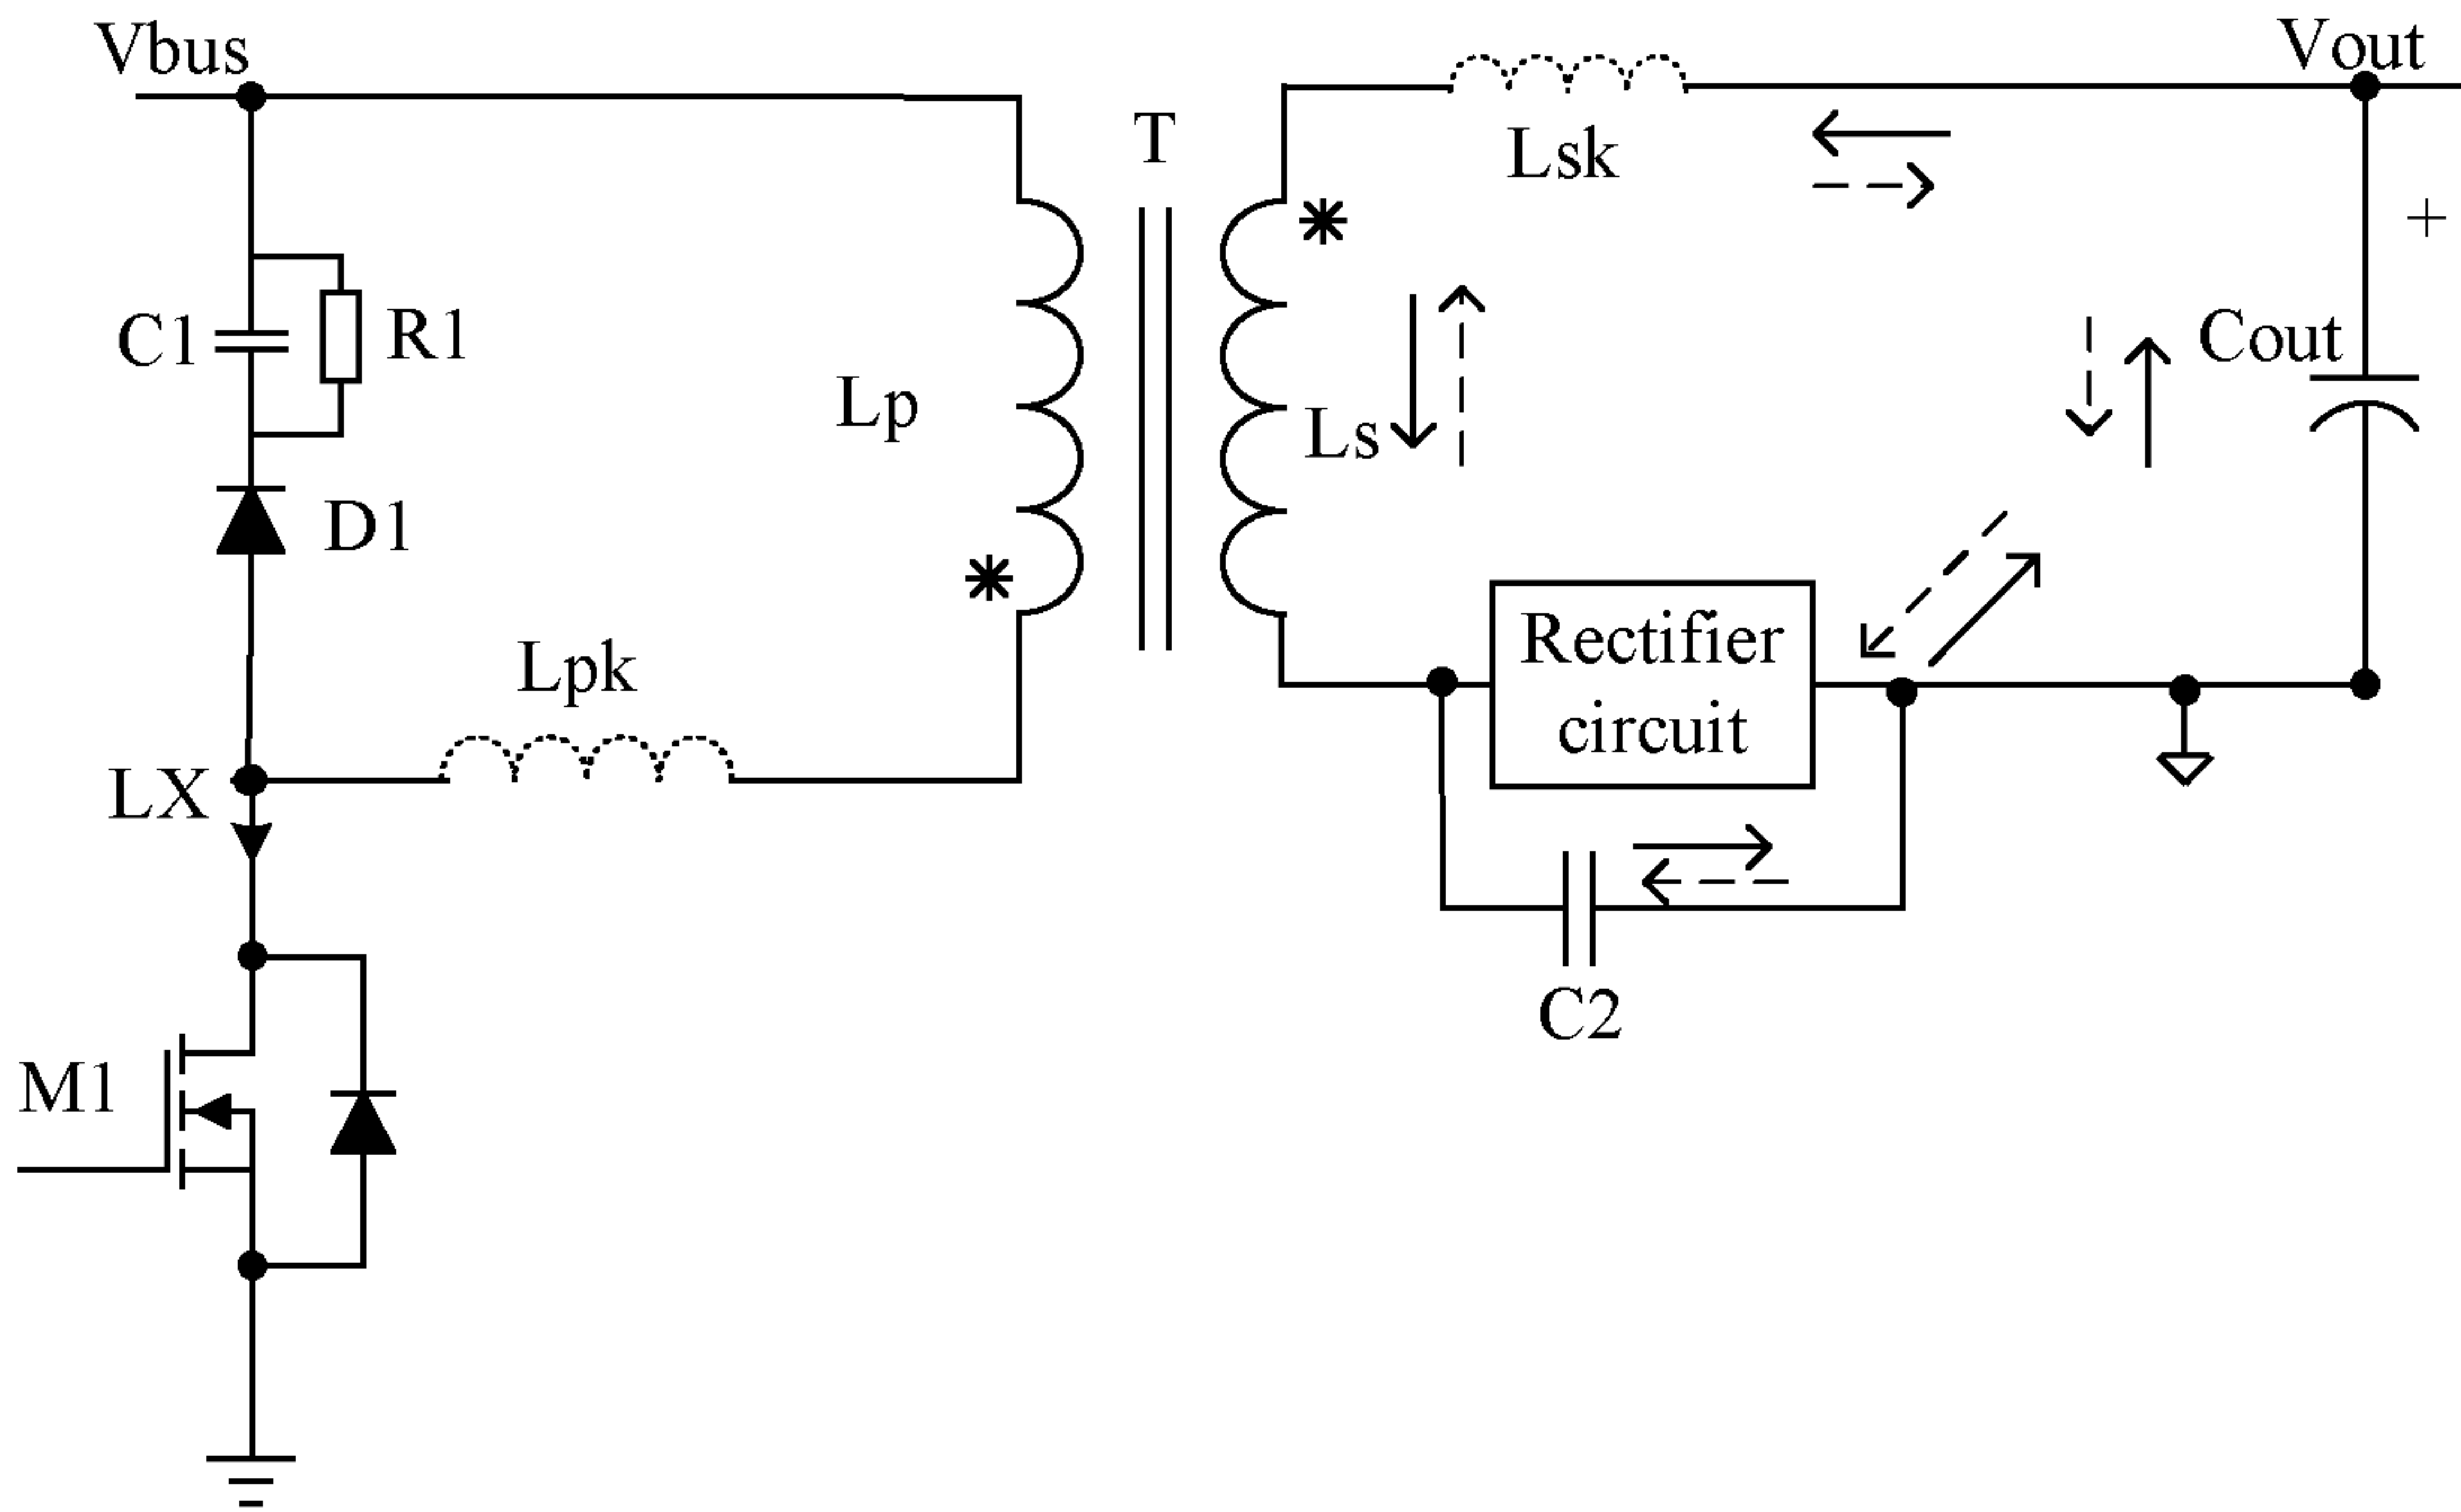 Vbus
Vout
T
Lsk
+
C1
R1
Lp
Cout
Ls
D1
Rectifier
circuit
Lpk
LX
C2
M1